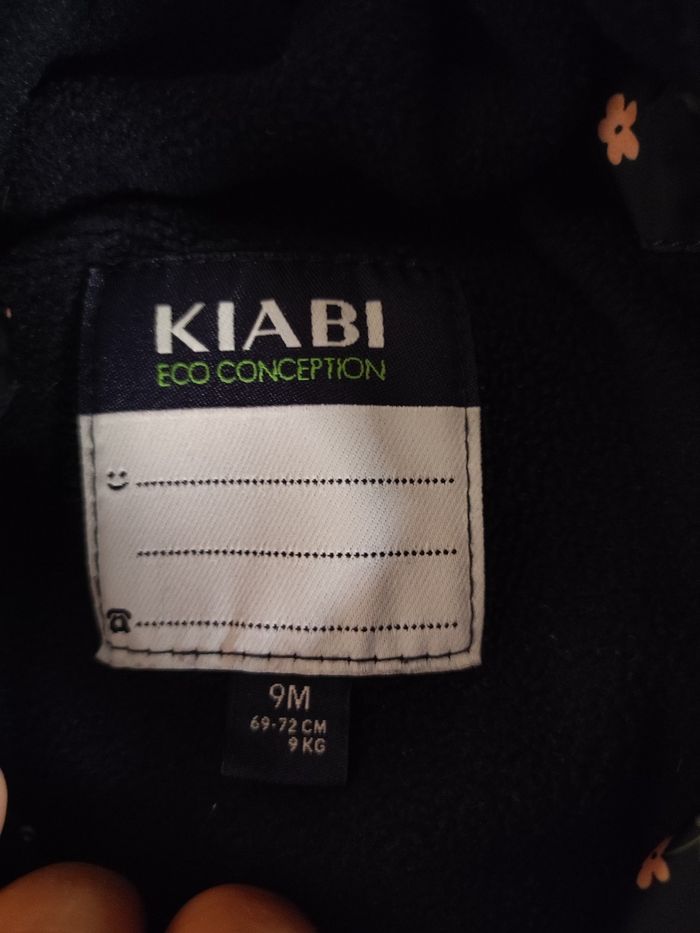 KIABI
ECO CONCEPTION
9M
69-72 CM
9 KG